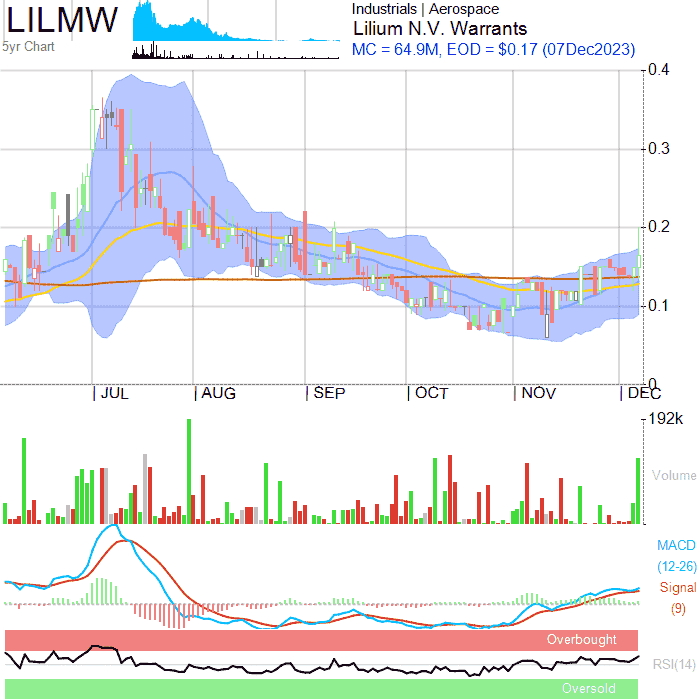 LILMW
5yr Chart
Industrials | Aerospace
Lilium N.V. Warrants
MC = 64.9M, EOD = $0.17 (07Dec2023)
0.4
0.3
0.2
0.1
0
JUL AUG SEP OCT NOV DEC
192k
Volume
MACD
(12-26)
Signal
(9)
Overbought
RSI(14)
Oversold